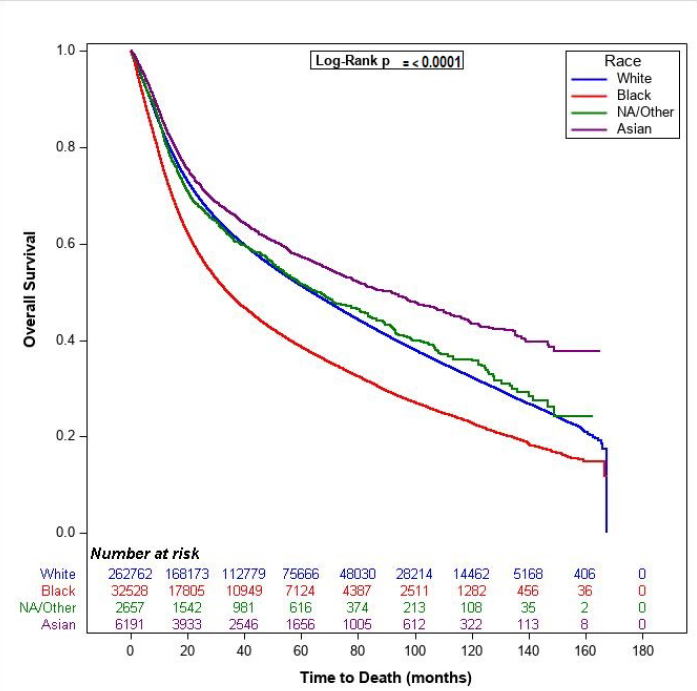 Log-Rank p = < 0.0001
Race
White
Black
NA/Other
Asian
Overall Survival
1.0
0.8
0.6
0.4
0.2
0.0
Number at risk
White 262762 168173 112779 75666 48030 28214 14462 5168 406 0
Black 32528 17805 10949 7124 4387 2511 1282 456 36 0
NA/Other 2657 1542 981 616 374 213 108 35 2 0
Asian 6191 3933 2546 1656 1005 612 322 113 8 0
0 20 40 60 80 100 120 140 160 180
Time to Death (months)